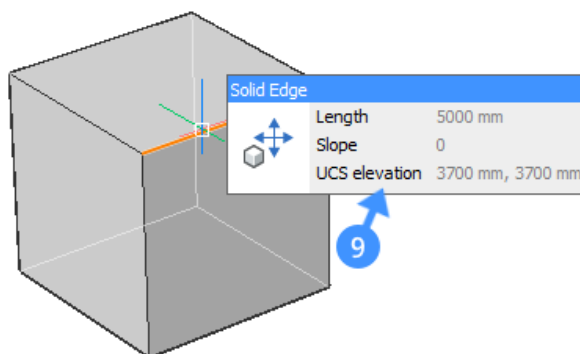 Solid Edge
Length 5000 mm
Slope 0
UCS elevation 3700 mm, 3700 mm
9